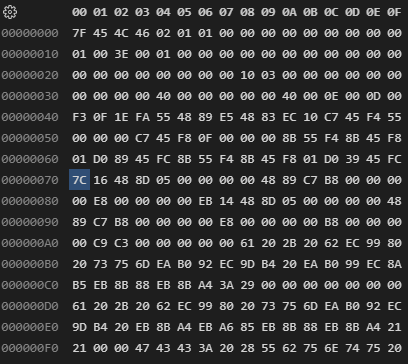 00 01 02 03 04 05 06 07 08 09 0A 0B 0C 0D 0E 0F
00000000 7F 45 4C 46 02 01 01 00 00 00 00 00 00 00 00 00
00000010 01 00 3E 00 01 00 00 00 00 00 00 00 00 00 00 00
00000020 00 00 00 00 00 00 00 00 10 03 00 00 00 00 00 00
00000030 00 00 00 00 40 00 00 00 00 00 40 00 0E 00 0D 00
00000040 F3 0F 1E FA 55 48 89 E5 48 83 EC 10 C7 45 F4 55
00000050 00 00 00 C7 45 F8 0F 00 00 00 8B 55 F4 8B 45 F8
00000060 01 D0 89 45 FC 8B 55 F4 8B 45 F8 01 D0 39 45 FC
00000070 7C 16 48 8D 05 00 00 00 00 48 89 C7 B8 00 00 00
00000080 00 E8 00 00 00 00 EB 14 48 8D 05 00 00 00 00 48
00000090 89 C7 B8 00 00 00 00 E8 00 00 00 00 B8 00 00 00
000000A0 00 C9 C3 00 00 00 00 00 61 20 2B 20 62 EC 99 80
000000B0 20 73 75 6D EA B0 92 EC 9D B4 20 EA B0 99 EC 8A
000000C0 B5 EB 8B 88 EB 8B A4 3A 29 00 00 00 00 00 00 00
000000D0 61 20 2B 20 62 EC 99 80 20 73 75 6D EA B0 92 EC
000000E0 9D B4 20 EB 8B A4 EB A6 85 EB 8B 88 EB 8B A4 21
000000F0 21 00 00 47 43 43 3A 20 28 55 62 75 6E 74 75 20